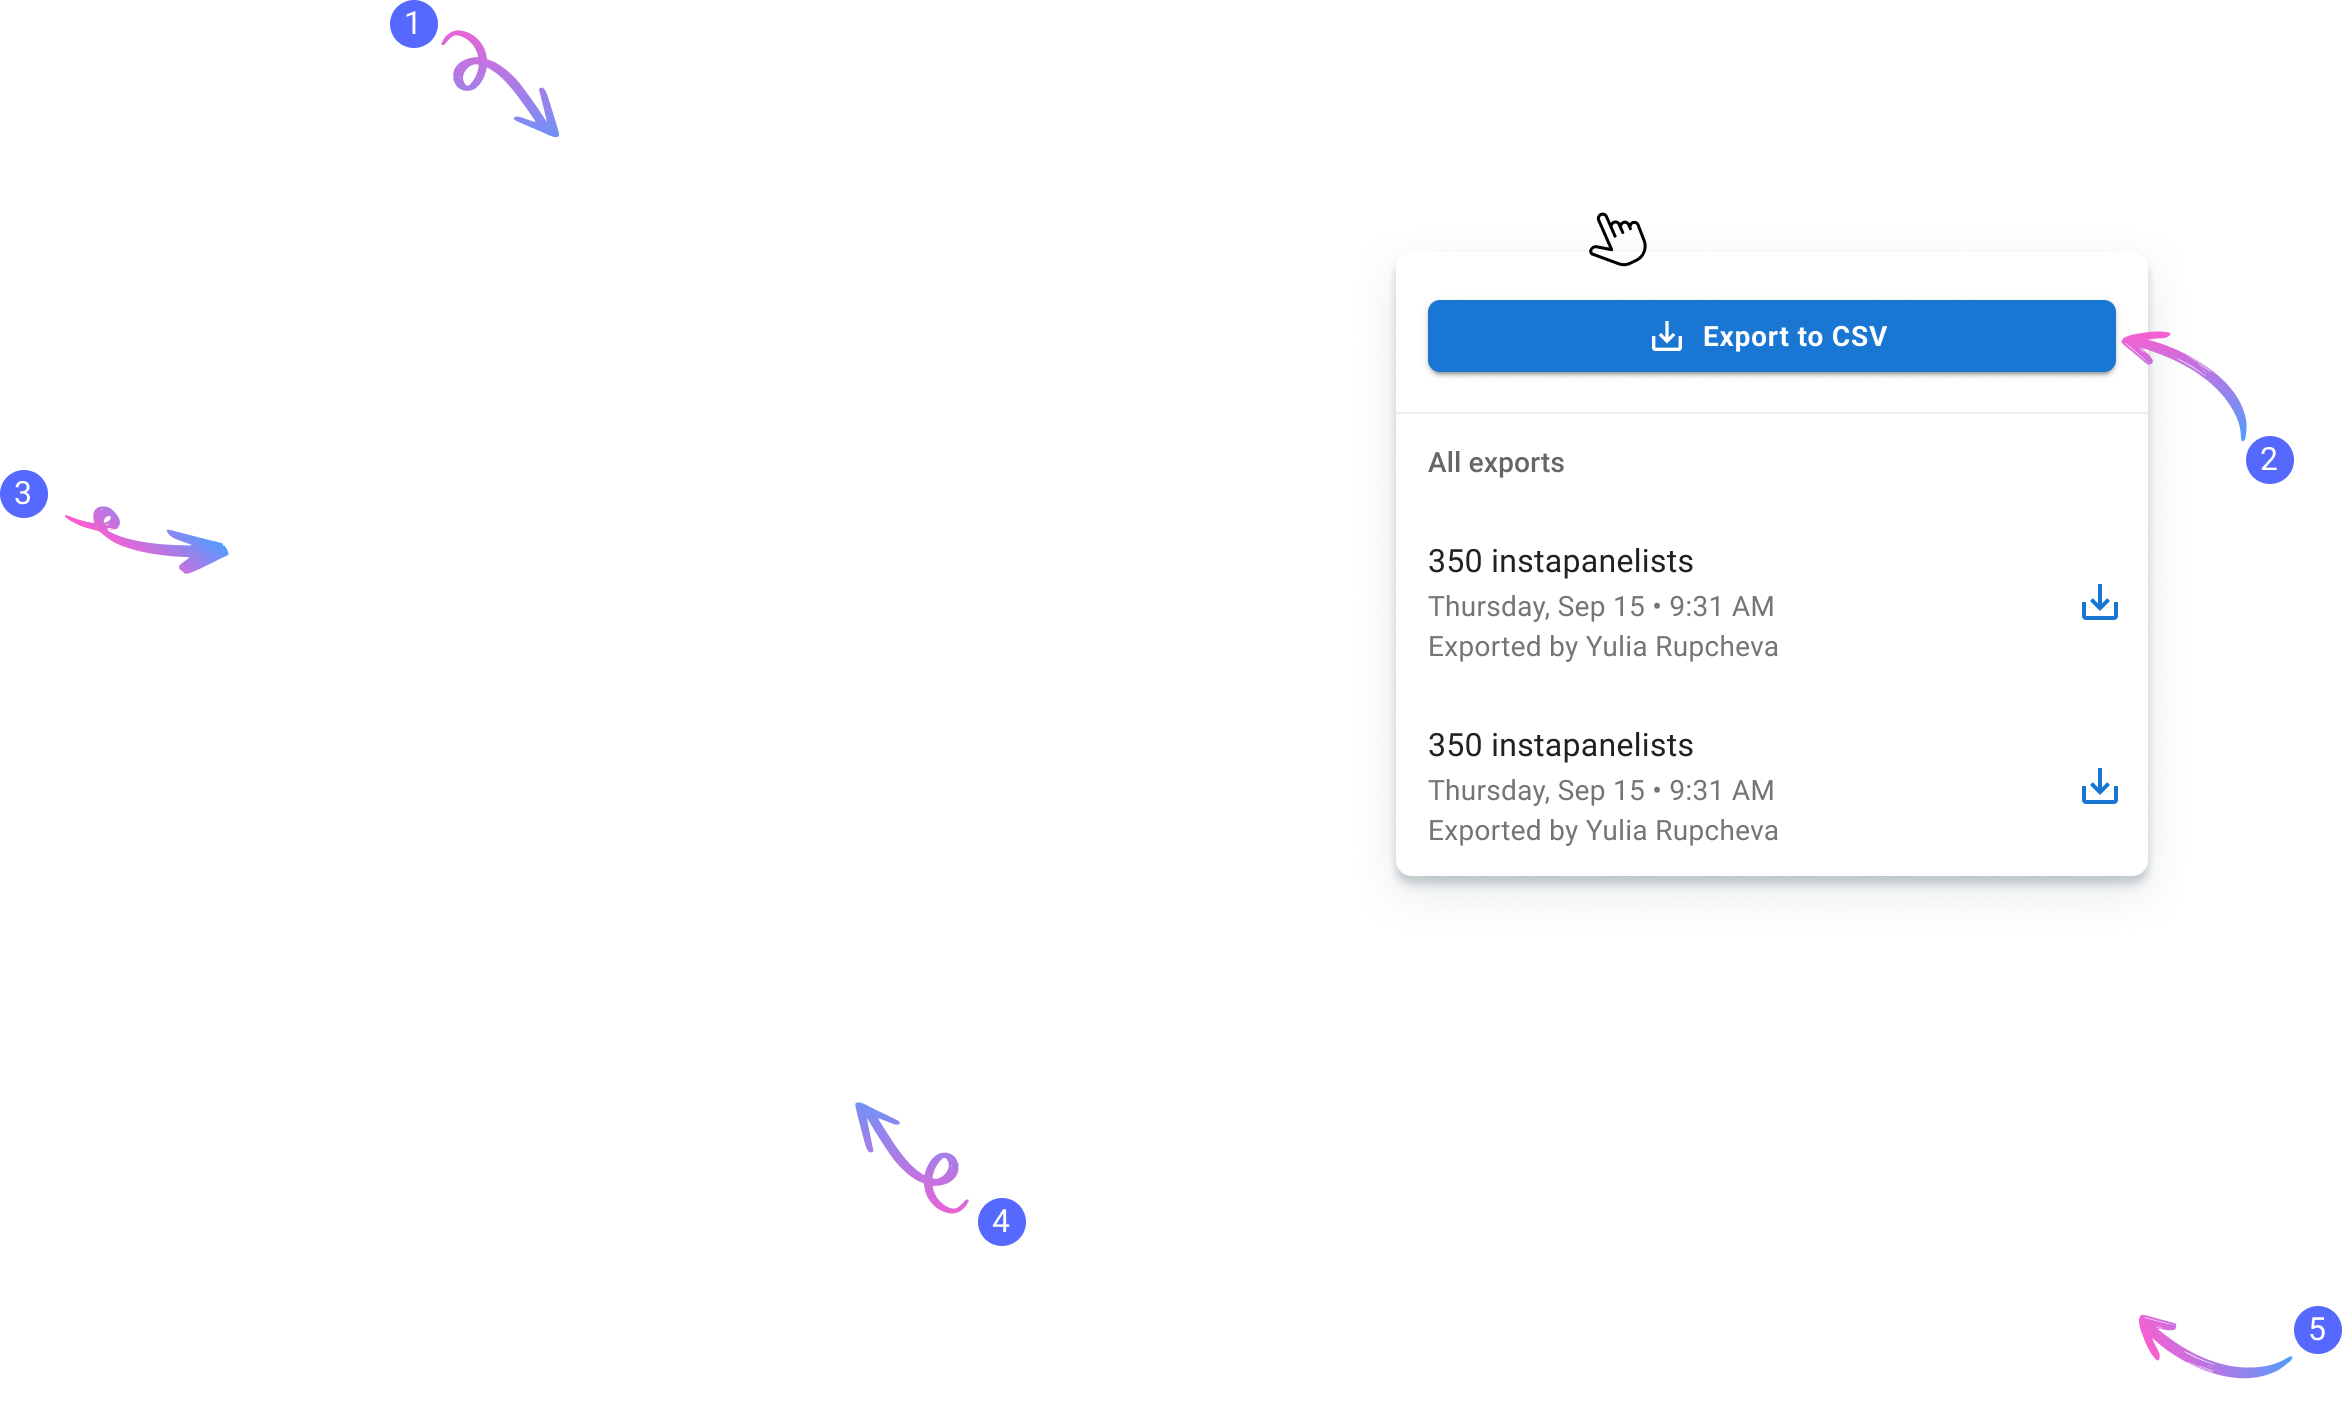 1
Export to CSV
2
All exports
3
350 instapanelists
Thursday, Sep 15 • 9:31 AM
Exported by Yulia Rupcheva
350 instapanelists
Thursday, Sep 15 • 9:31 AM
Exported by Yulia Rupcheva
4
5